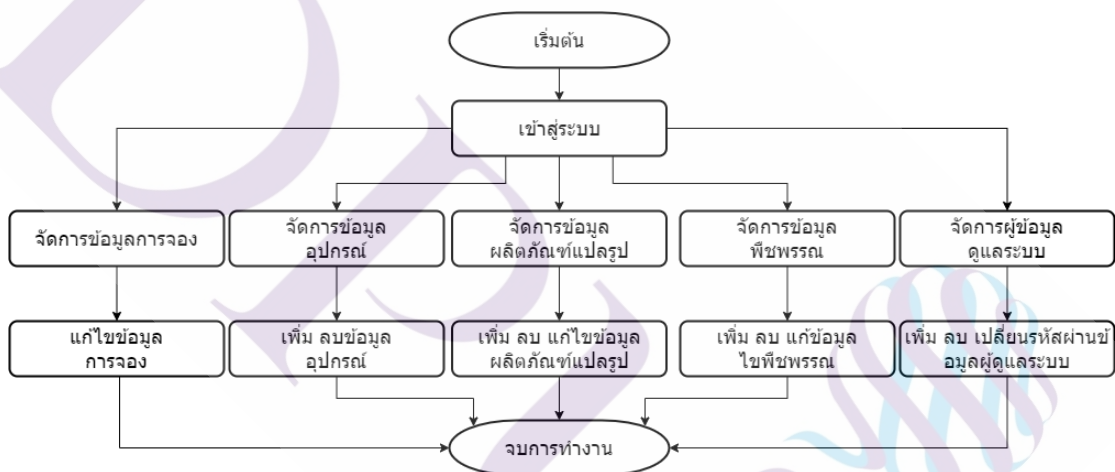 เริ่มต้น
เข้าสู่ระบบ
จัดการข้อมูลการจอง
จัดการข้อมูล
อุปกรณ์
จัดการข้อมูล
ผลิตภัณฑ์แปลรูป
จัดการข้อมูล
พืชพรรณ
จัดการผู้ข้อมูล
ดูแลระบบ
แก้ไขข้อมูล
การจอง
เพิ่ม ลบข้อมูล
อุปกรณ์
เพิ่ม ลบ แก้ไขข้อมูล
ผลิตภัณฑ์แปลรูป
เพิ่ม ลบ แก้ข้อมูล
ไขพืชพรรณ
เพิ่ม ลบ เปลี่ยนรหัสผ่านข้
อมูลผู้ดูแลระบบ
จบการทำงาน